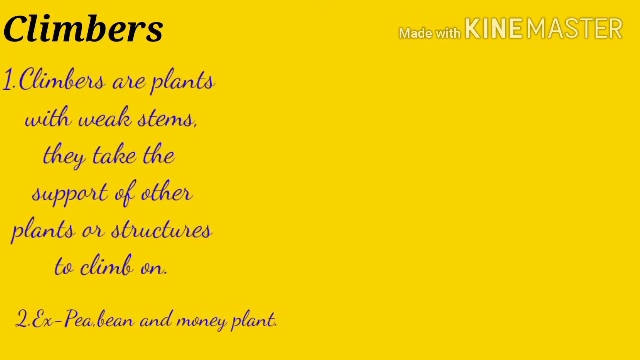 Climbers
Made with KINEMASTER
1.Climbers are plants
with weak stems,
they take the
support of other
plants or structures
to climb on.
2.Ex-Pea,bean and money plant.